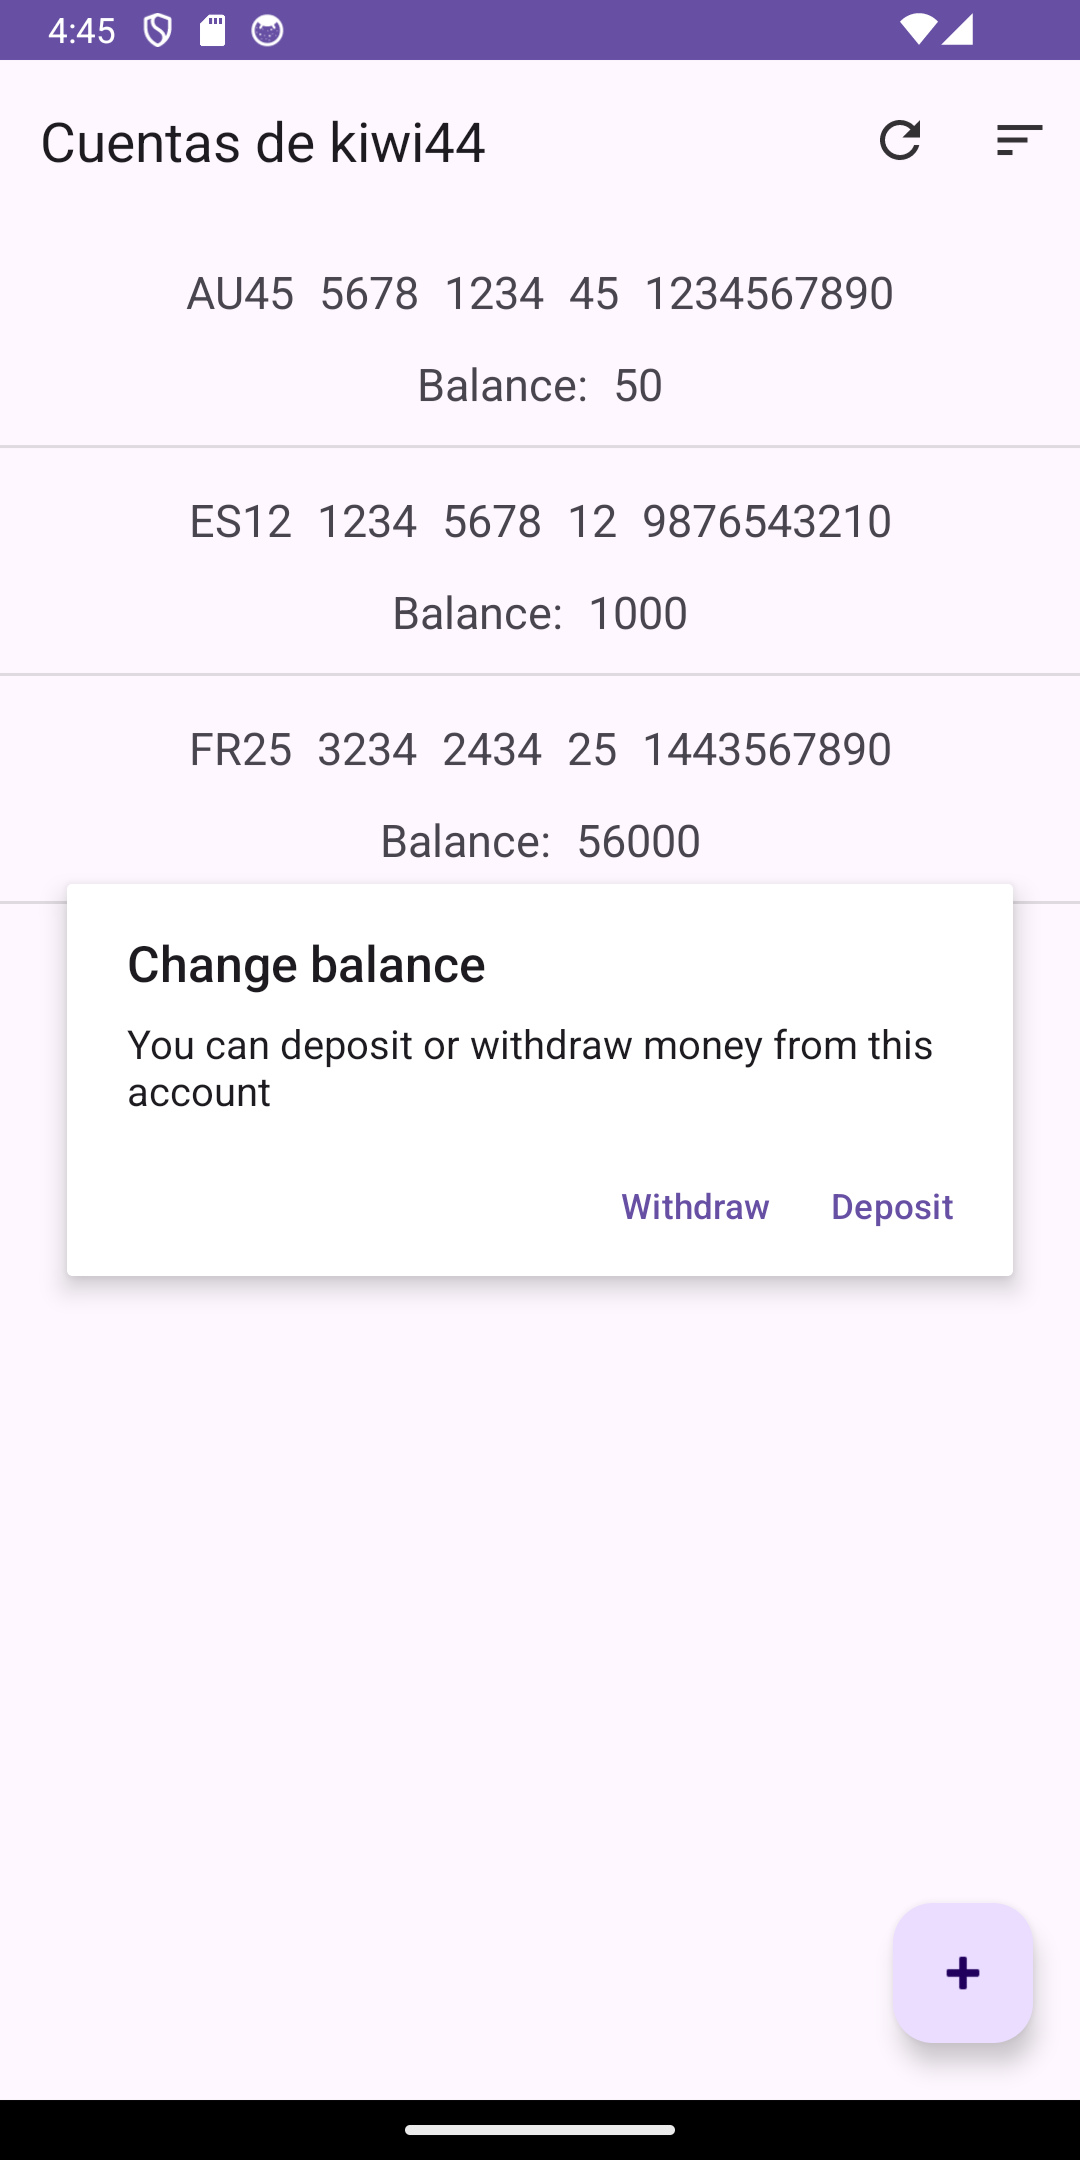 4:45
Cuentas de kiwi44
AU45 5678 1234 45 1234567890
Balance: 50
ES12 1234 5678 12 9876543210
Balance: 1000
FR25 3234 2434 25 1443567890
Balance: 56000
Change balance
You can deposit or withdraw money from this
account
Withdraw Deposit